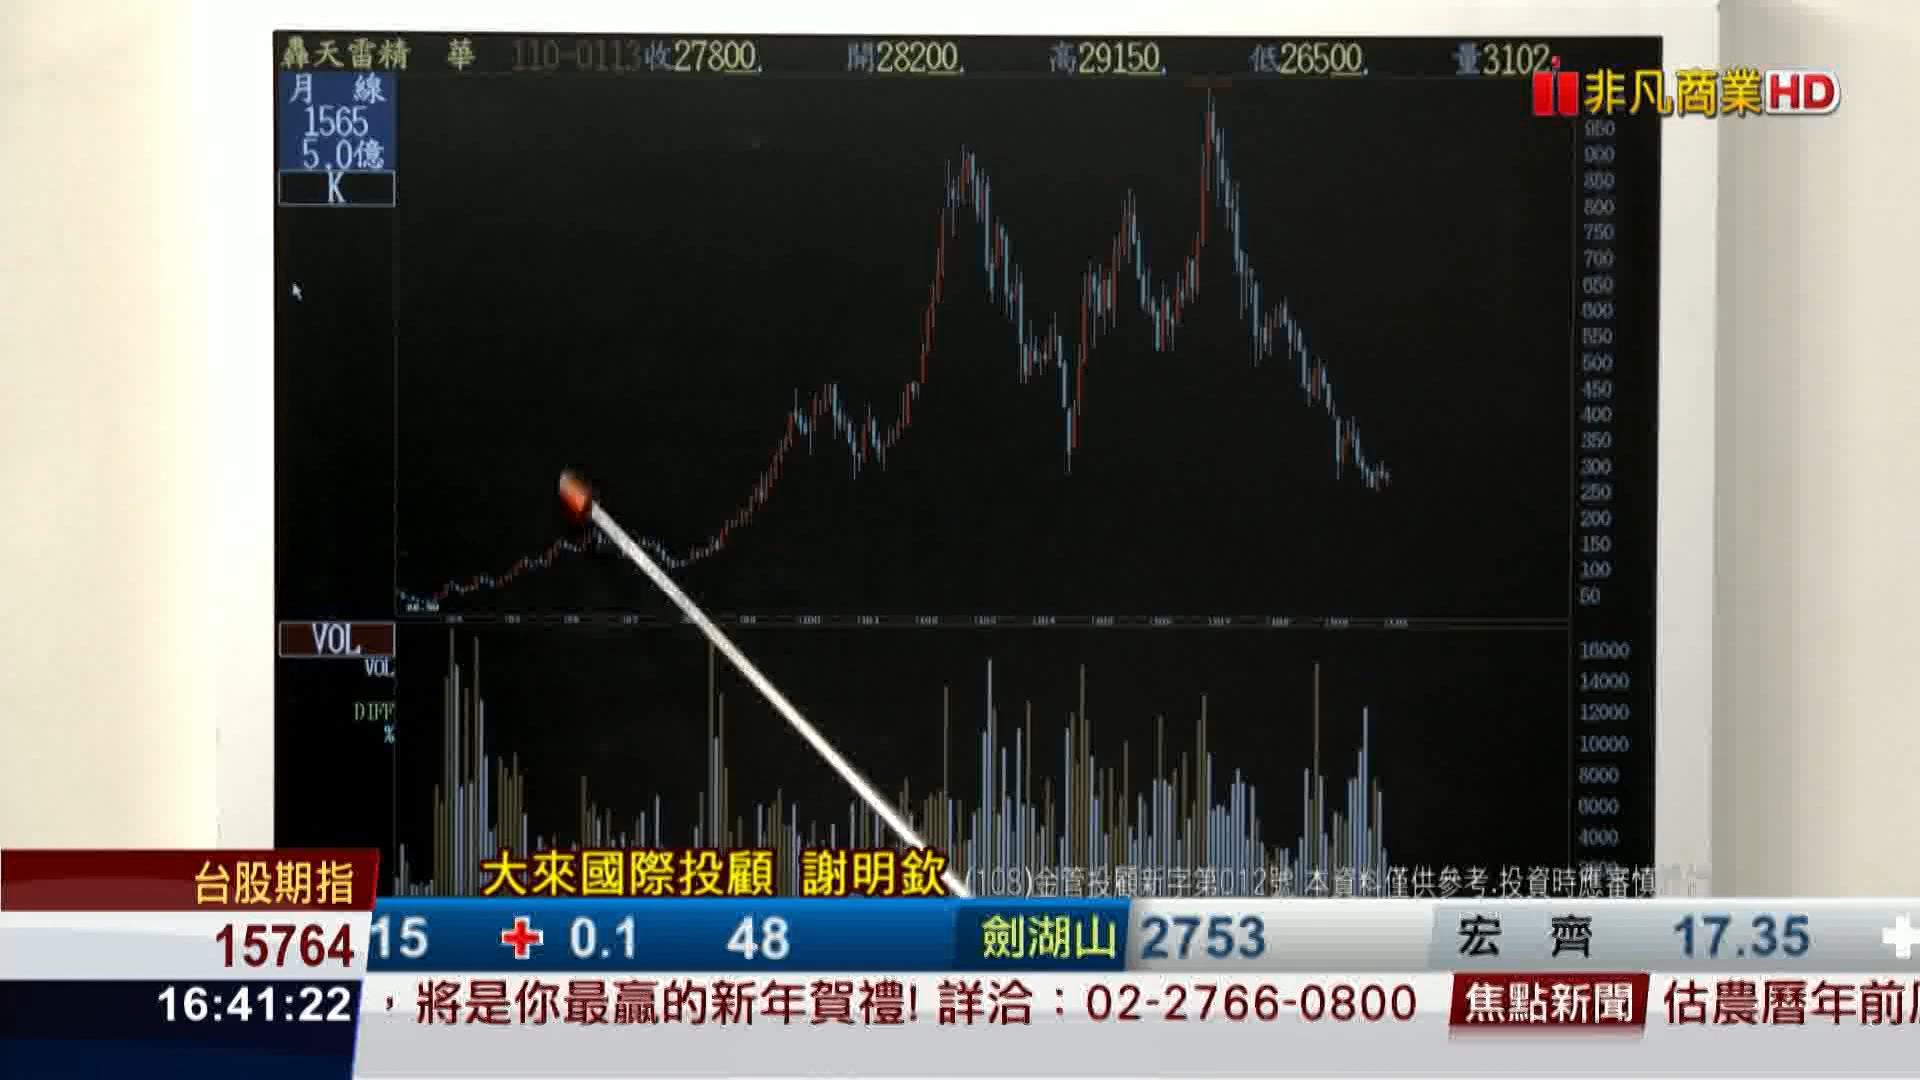 轟天雷精 華 110-0113收27800. 開28200. 高29150. 低26500. 量3102.
月 線
1565
5.0億
K
非凡商業HD
950
900
850
800
750
700
650
600
550
500
450
400
350
300
250
200
150
100
50
VOL
VOL
DIFF
%
16000
14000
12000
10000
8000
6000
4000
大來國際投顧 謝明欽
(108)金管投顧新字第012號 本資料僅供參考.投資時應審慎
台股期指
15764
15 0.1 48 劍湖山 2753 宏 齊 17.35
16:41:22
，將是你最贏的新年賀禮! 詳洽：02-2766-0800 焦點新聞 估農曆年前